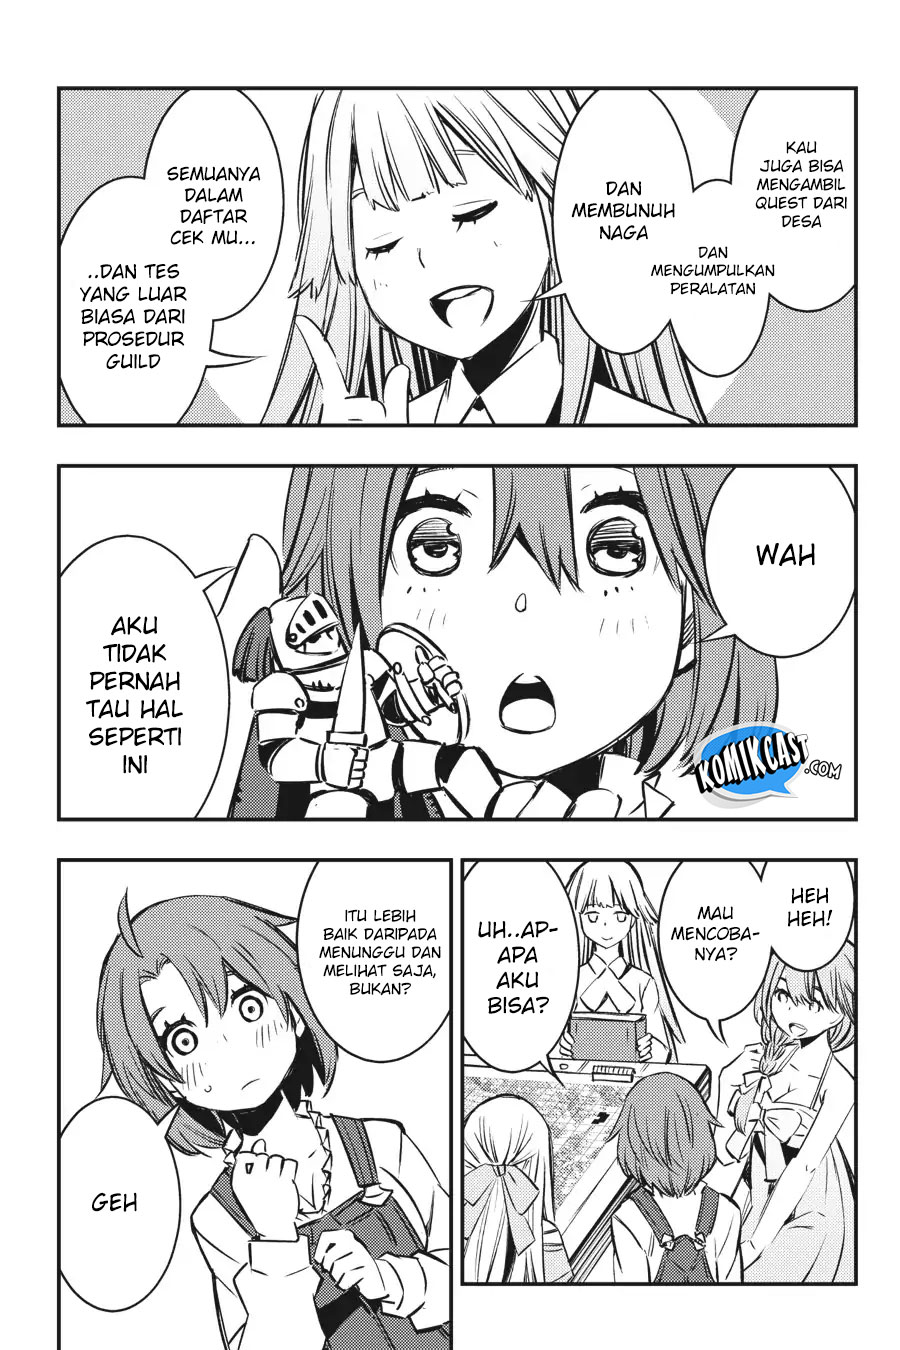 KAU
JUGA BISA
MENGAMBIL
QUEST DARI
DESA
DAN
MENGUMPULKAN
PERALATAN
DAN
MEMBUNUH
NAGA
SEMUANYA
DALAM
DAFTAR
CEK MU...
..DAN TES
YANG LUAR
BIASA DARI
PROSEDUR
GUILD
WAH
AKU
TIDAK
PERNAH
TAU HAL
SEPERTI
INI
KOMIKCAST
.COM
HEH
HEH!
MAU
MENCOBA-
NYA?
UH..AP-
APA
AKU
BISA?
ITU LEBIH
BAIK DARIPADA
MENUNGGU DAN
MELIHAT SAJA,
BUKAN?
GEH